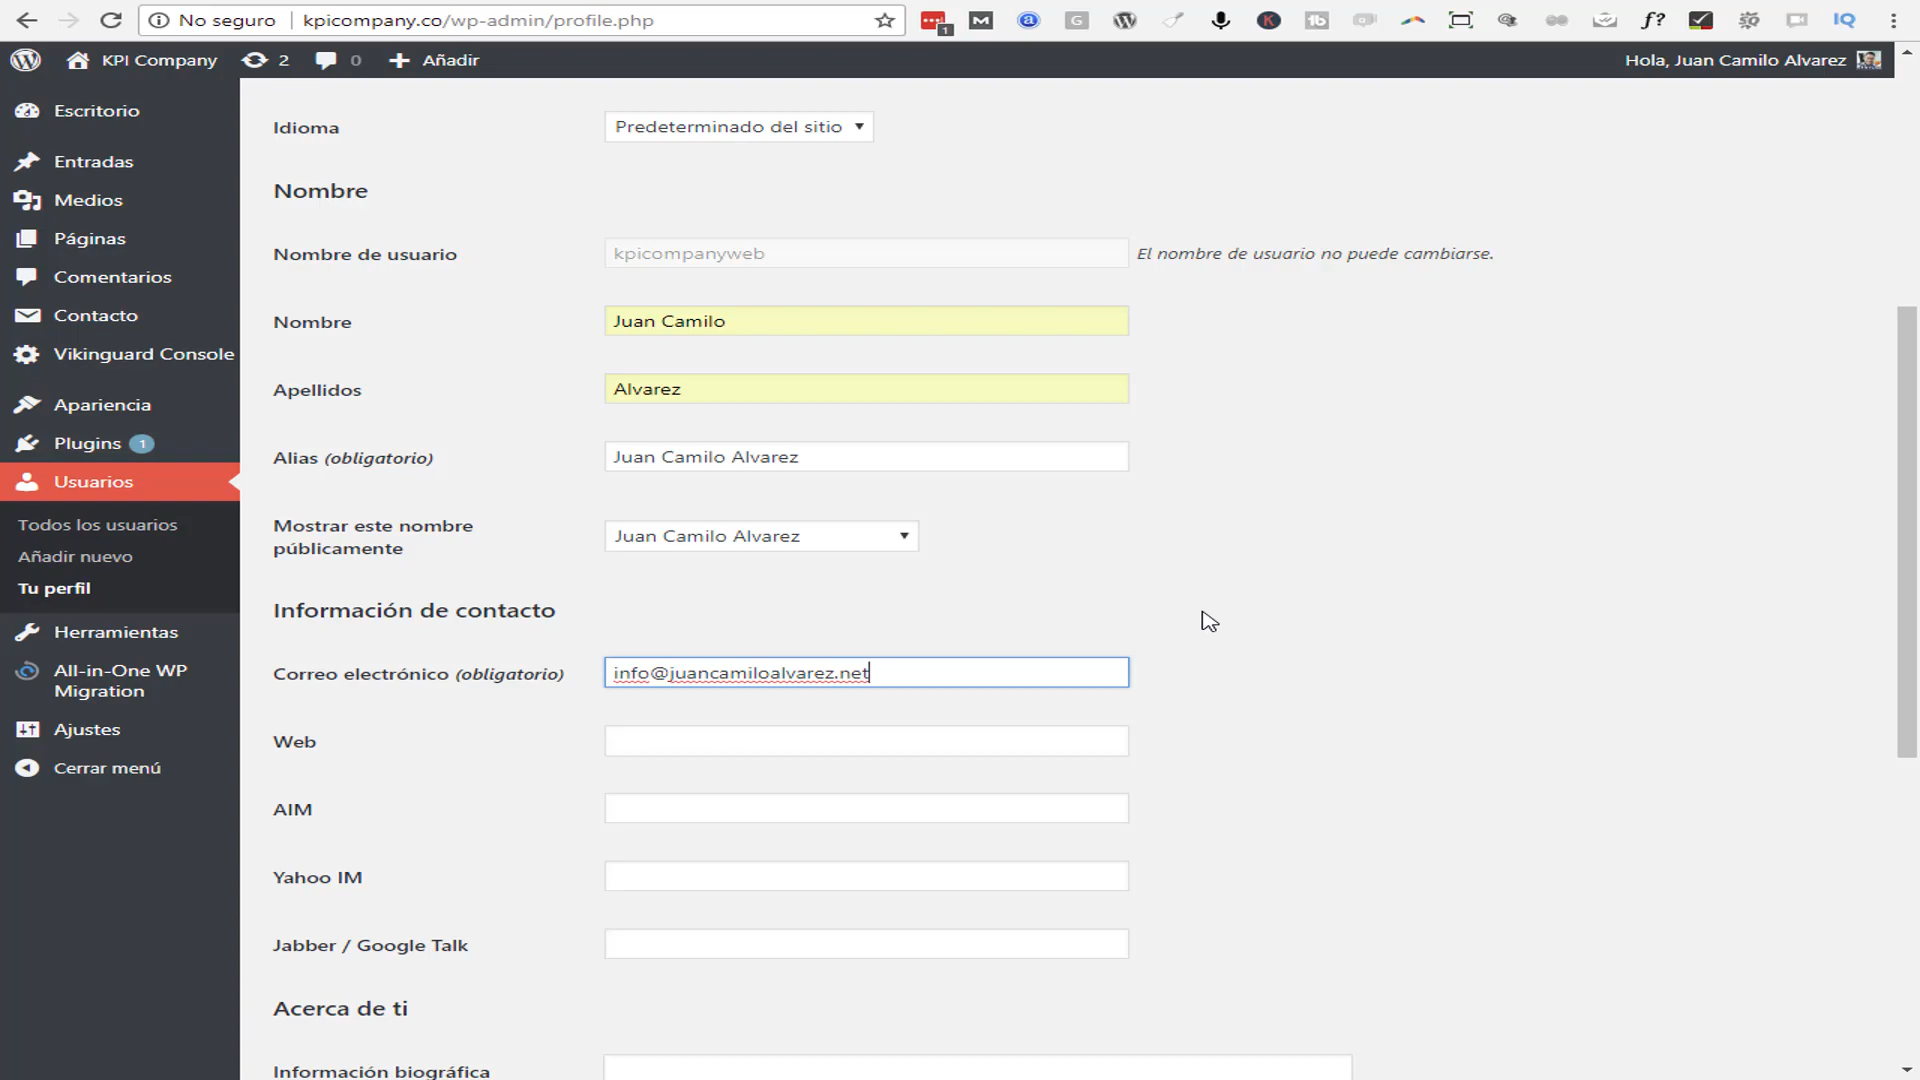 No seguro | kpicompany.co/wp-admin/profile.php
1 M a G K tb f? IQ
KPI Company 2 0 Añadir Hola, Juan Camilo Alvarez
Escritorio
Entradas
Medios
Páginas
Comentarios
Contacto
Vikinguard Console
Apariencia
Plugins 1
Usuarios
Todos los usuarios
Añadir nuevo
Tu perfil
Herramientas
All-in-One WP
Migration
Ajustes
Cerrar menú
Idioma Predeterminado del sitio
Nombre
Nombre de usuario kpicompanyweb El nombre de usuario no puede cambiarse.
Nombre Juan Camilo
Apellidos Alvarez
Alias (obligatorio) Juan Camilo Alvarez
Mostrar este nombre
públicamente Juan Camilo Alvarez
Información de contacto
Correo electrónico (obligatorio) info@juancamiloalvarez.net
Web
AIM
Yahoo IM
Jabber / Google Talk
Acerca de ti
Información biográfica